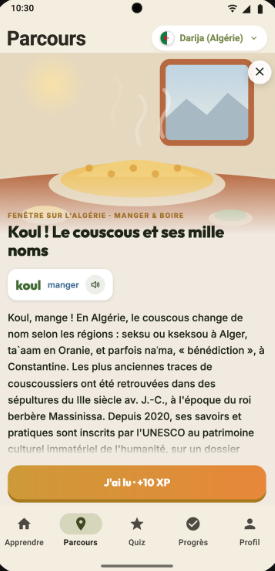 10:30
Parcours
Darija (Algérie)
FENÊTRE SUR L'ALGÉRIE · MANGER & BOIRE
Koul ! Le couscous et ses mille
noms
koul manger
Koul, mange ! En Algérie, le couscous change de
nom selon les régions : seksu ou kseksou à Alger,
ta`aam en Oranie, et parfois na'ma, « bénédiction », à
Constantine. Les plus anciennes traces de
couscoussiers ont été retrouvées dans des
sépultures du IIIe siècle av. J.-C., à l'époque du roi
berbère Massinissa. Depuis 2020, ses savoirs et
pratiques sont inscrits par l'UNESCO au patrimoine
culturel immatériel de l'humanité, sur un dossier
J'ai lu · +10 XP
Apprendre
Parcours
Quiz
Progrès
Profil